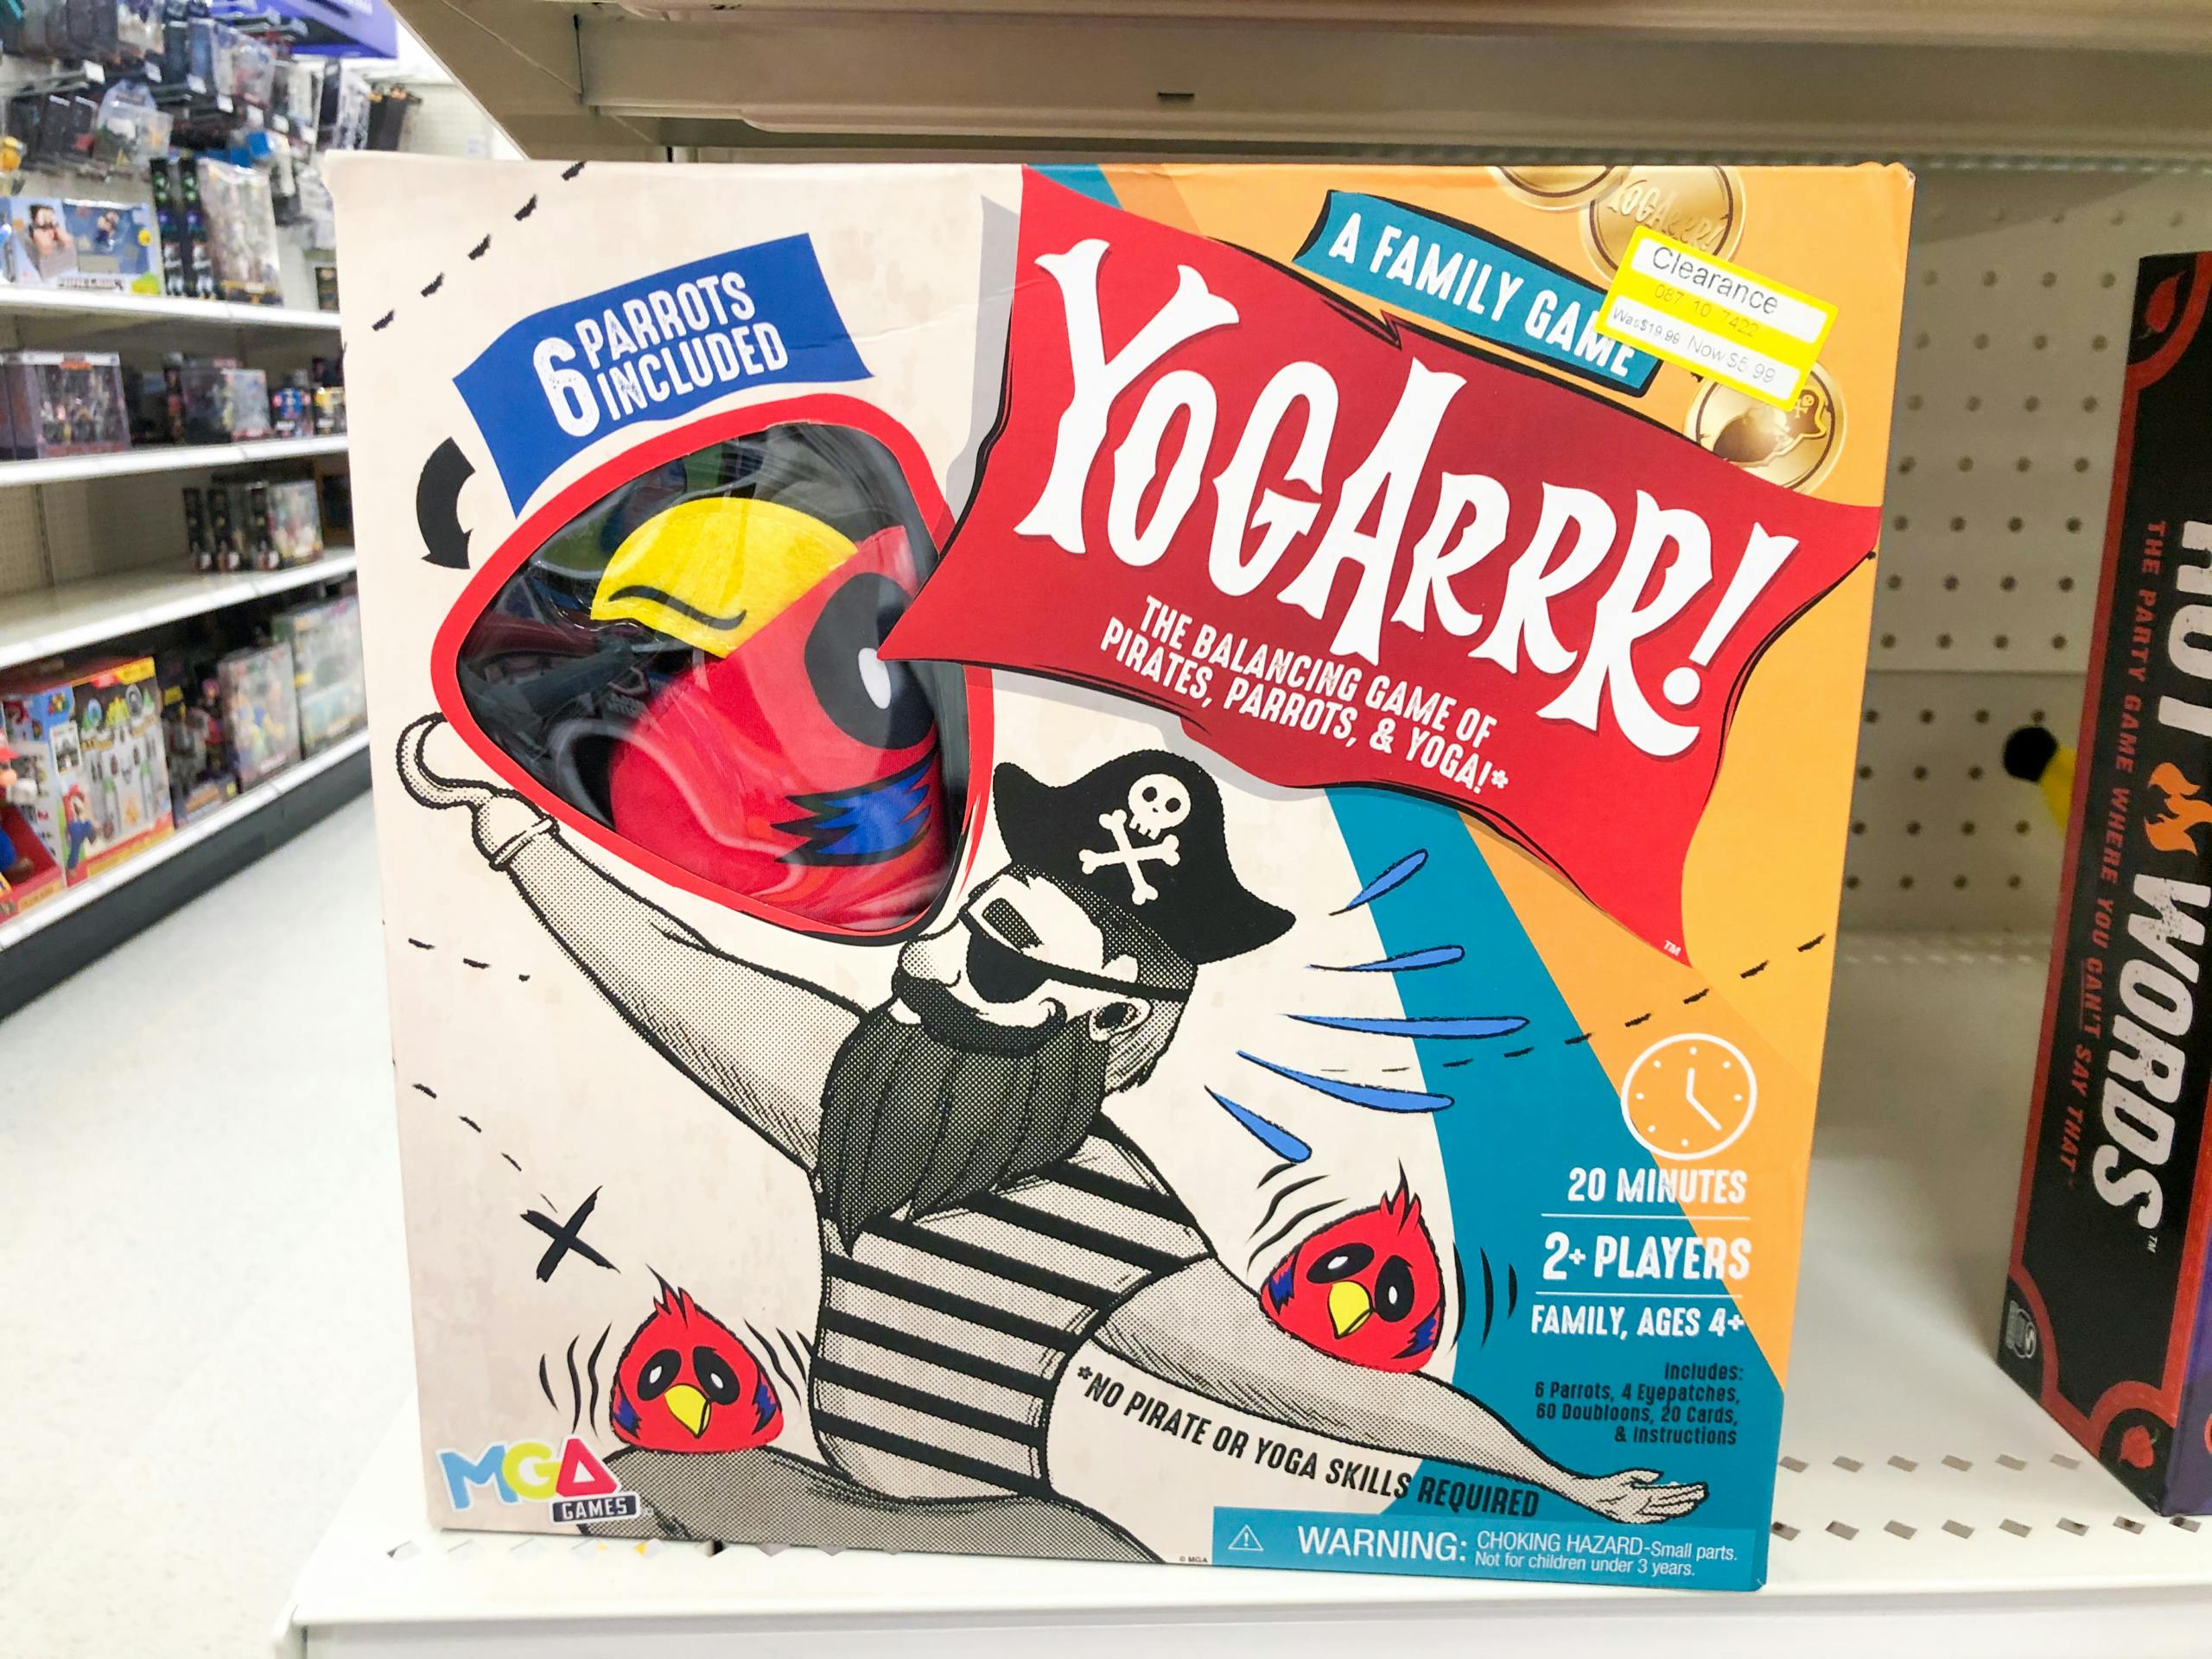 6 PARROTS
INCLUDED
A FAMILY GAME
YOGARRR
Clearance
087 10 7422
Was $19.99 Now $5.99
YOGARRR!
THE BALANCING GAME OF
PIRATES, PARROTS, & YOGA!*
TM
20 MINUTES
2+ PLAYERS
FAMILY, AGES 4+
Includes:
6 Parrots, 4 Eyepatches,
60 Doubloons, 20 Cards,
& Instructions
*NO PIRATE OR YOGA SKILLS REQUIRED
MGA
GAMES
© MGA
WARNING: CHOKING HAZARD-Small parts.
Not for children under 3 years.
WORDS
TM
THE PARTY GAME WHERE YOU CAN'T SAY THAT